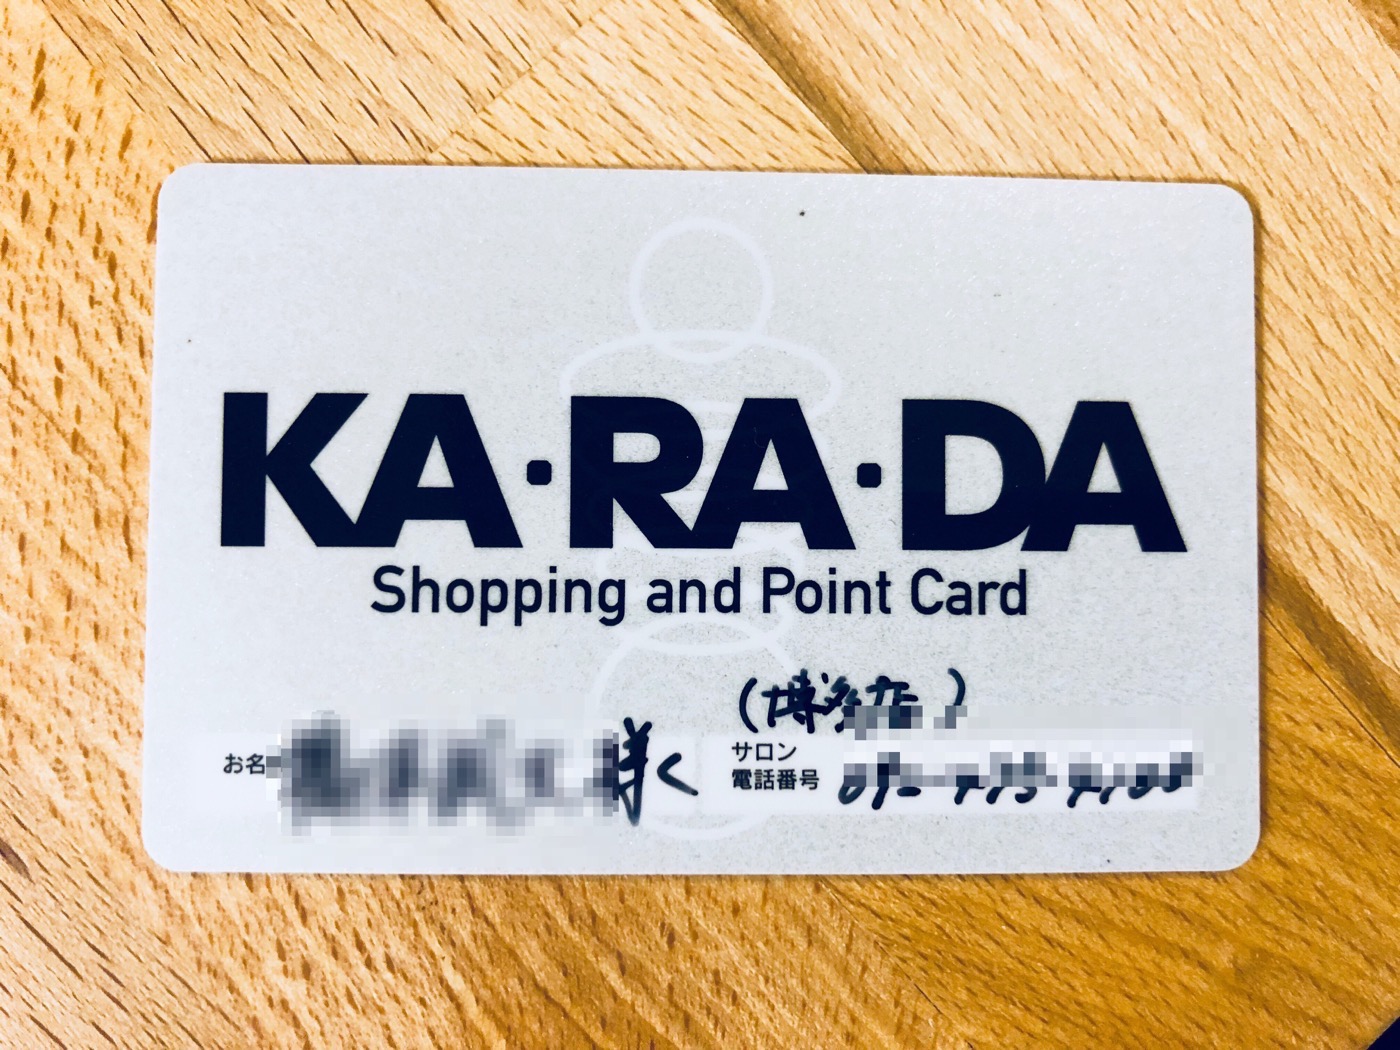 KA・RA・DA
Shopping and Point Card
(博多店)
お名
様
サロン
電話番号